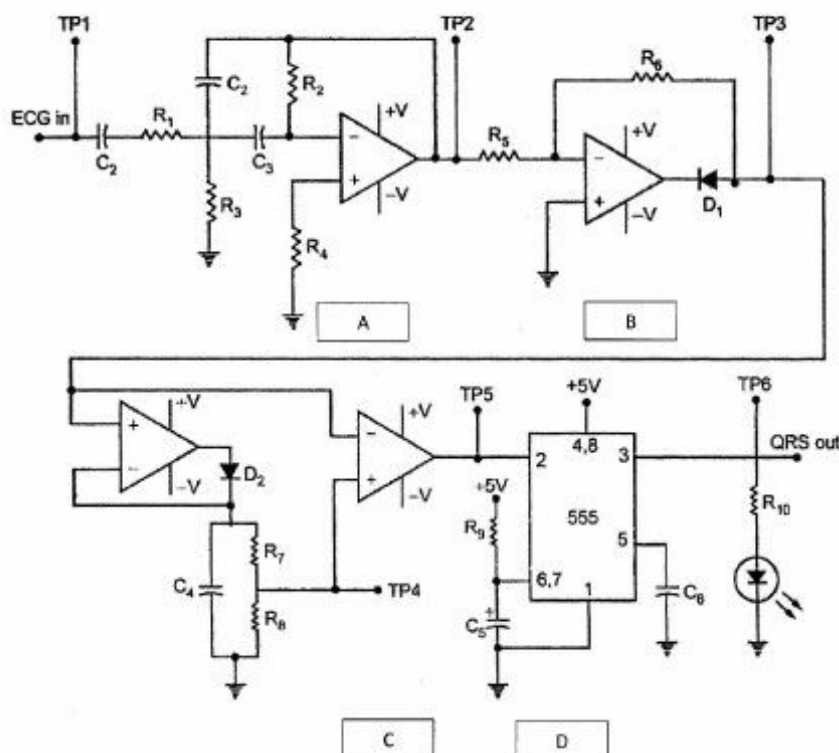 TP1
TP2
TP3
R6
C2
R2
ECG in
R1
+V
R5
+V
C2
C3
−
+
−
+
−V
−V
D1
R3
R4
A
B
+V
+
−
−V
D2
+V
−
+
−V
TP5
+5V
TP6
4,8
2
3
QRS out
+5V
R9
555
R10
5
6,7
1
C6
R7
C4
R8
TP4
+
C5
C
D